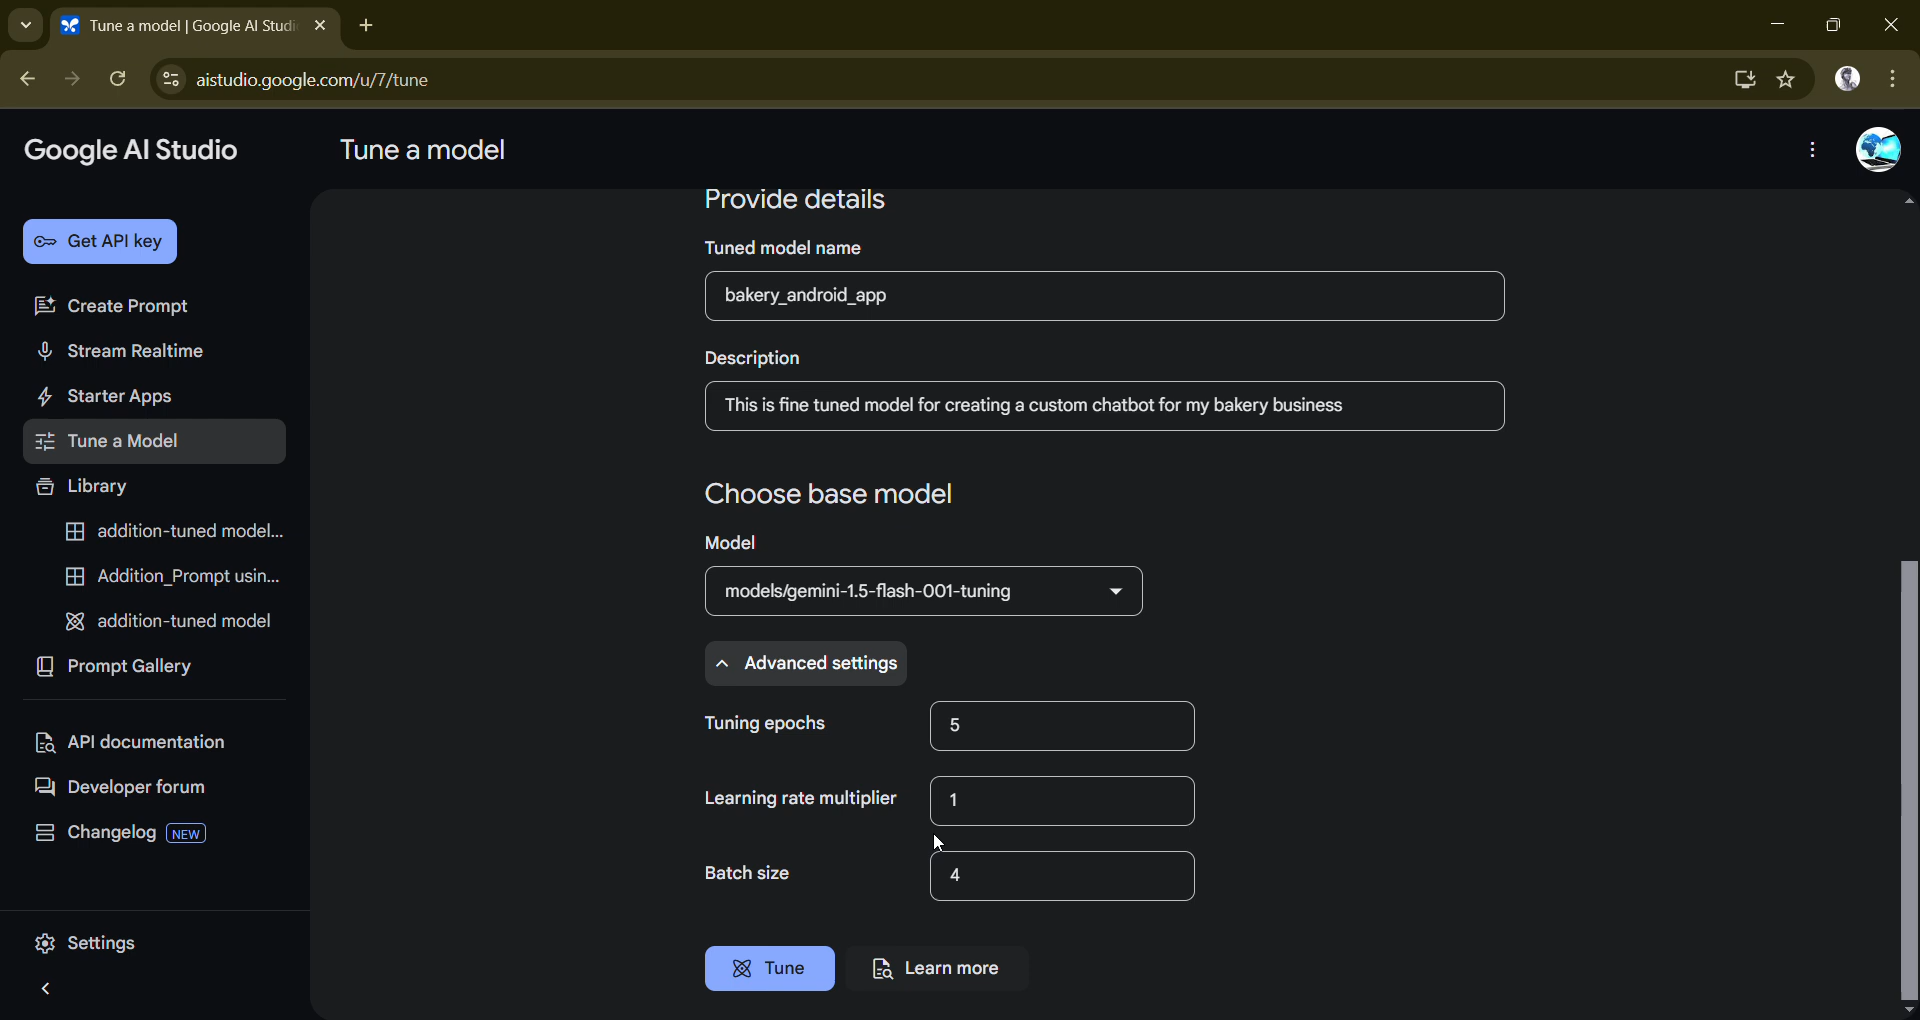 Tune a model | Google AI Studi
aistudio.google.com/u/7/tune
Google AI Studio
Tune a model
Get API key
Create Prompt
Stream Realtime
Starter Apps
Tune a Model
Library
addition-tuned model...
Addition_Prompt usin...
addition-tuned model
Prompt Gallery
API documentation
Developer forum
Changelog NEW
Settings
Provide details
Tuned model name
bakery_android_app
Description
This is fine tuned model for creating a custom chatbot for my bakery business
Choose base model
Model
models/gemini-1.5-flash-001-tuning
Advanced settings
Tuning epochs 5
Learning rate multiplier 1
Batch size 4
Tune Learn more